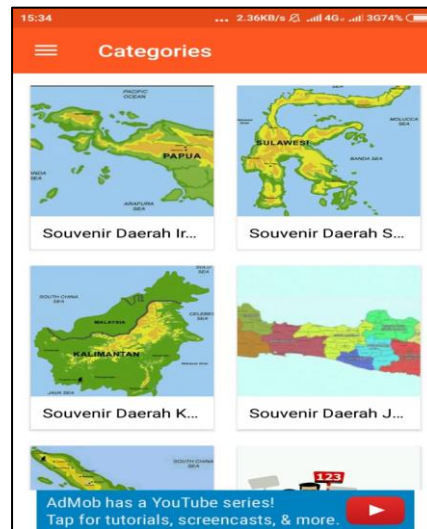 15:34
... 2.36KB/s 4G 3G 74%
Categories
PACIFIC
OCEAN
PAPUA
ARAFURA
SEA
Souvenir Daerah Ir...
MOLUCCA
SEA
SULAWESI
BANDA SEA
Souvenir Daerah S...
SOUTH CHINA
SEA
MALAYSIA
KALIMANTAN
JAVA SEA
Souvenir Daerah K...
Souvenir Daerah J...
SOUTH CHINA
SEA
123
AdMob has a YouTube series!
Tap for tutorials, screencasts, & more.